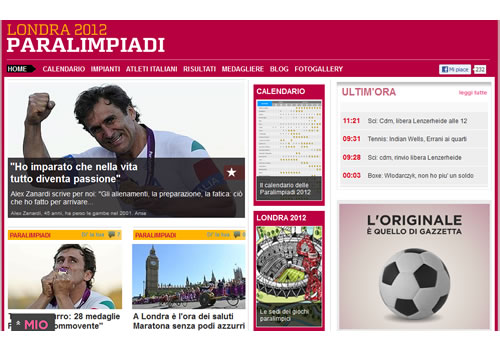 LONDRA 2012
PARALIMPIADI
HOME CALENDARIO IMPIANTI ATLETI ITALIANI RISULTATI MEDAGLIERE BLOG FOTOGALLERY
Mi piace 232
"Ho imparato che nella vita
tutto diventa passione"
Alex Zanardi scrive per noi: "Gli allenamenti, la preparazione, la fatica: ciò
che ho fatto per arrivare...
Alex Zanardi, 45 anni, ha perso le gambe nel 2001. Ansa
PARALIMPIADI
PARALIMPIADI
28 medaglie
A Londra è l'ora dei saluti
Maratona senza podi azzurri
* MIO
CALENDARIO
Il calendario delle
Paralimpiadi 2012
LONDRA 2012
Le sedi dei giochi
paralimpici
ULTIM'ORA
leggi tutte
11:21 Sci: Cdm, libera Lenzerheide alle 12
09:31 Tennis: Indian Wells, Errani ai quarti
09:28 Sci: cdm, rinvio libera Lenzerheide
00:03 Boxe: Wlodarczyk, non ho piu' un soldo
L'ORIGINALE
È QUELLO DI GAZZETTA